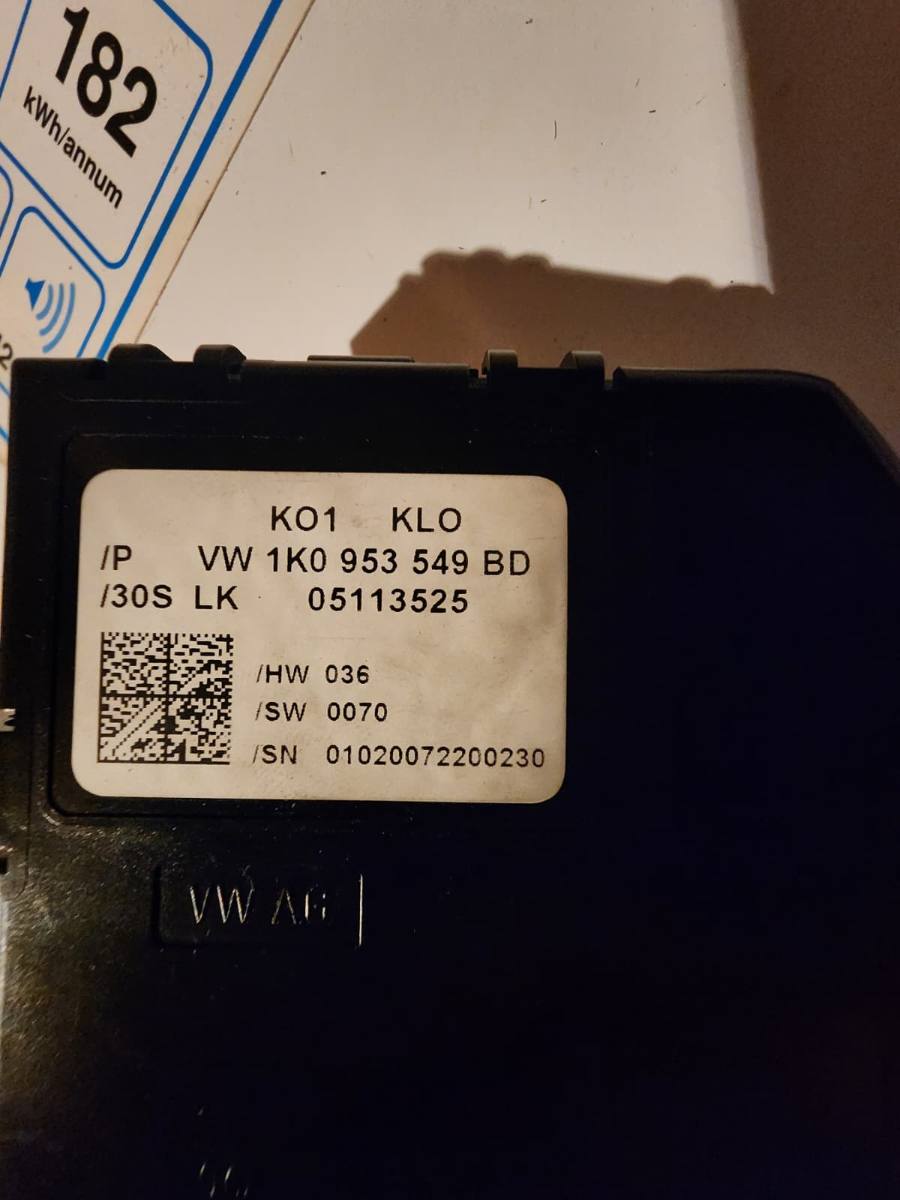 182
kWh/annum
KO1 KLO
/P VW 1K0 953 549 BD
/30S LK 05113525
/HW 036
/SW 0070
/SN 01020072200230
VW AG